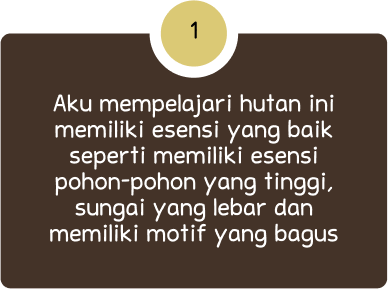 1
Aku mempelajari hutan ini
memiliki esensi yang baik
seperti memiliki esensi
pohon-pohon yang tinggi,
sungai yang lebar dan
memiliki motif yang bagus